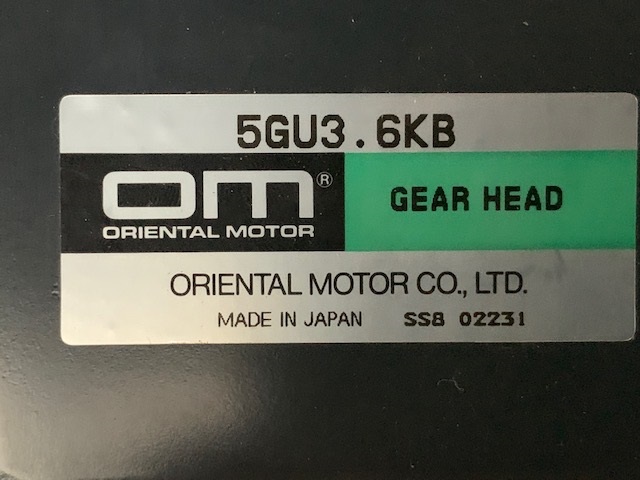 5GU3.6KB
OM®
ORIENTAL MOTOR
GEAR HEAD
ORIENTAL MOTOR CO., LTD.
MADE IN JAPAN SS8 02231